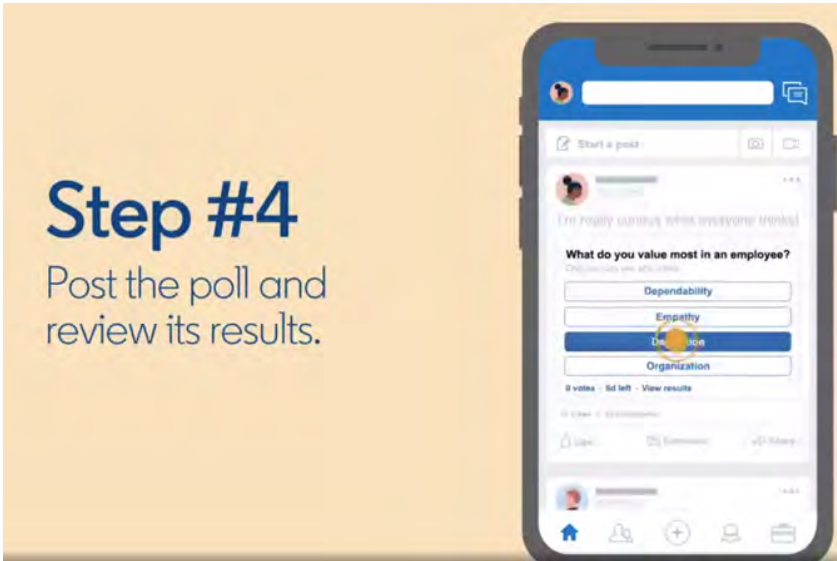 Step #4
Post the poll and
review its results.
Start a post
I'm really curious what everyone thinks!
What do you value most in an employee?
Dependability
Empathy
Organization
0 votes · 6d left · View results
Like
Comment
Share